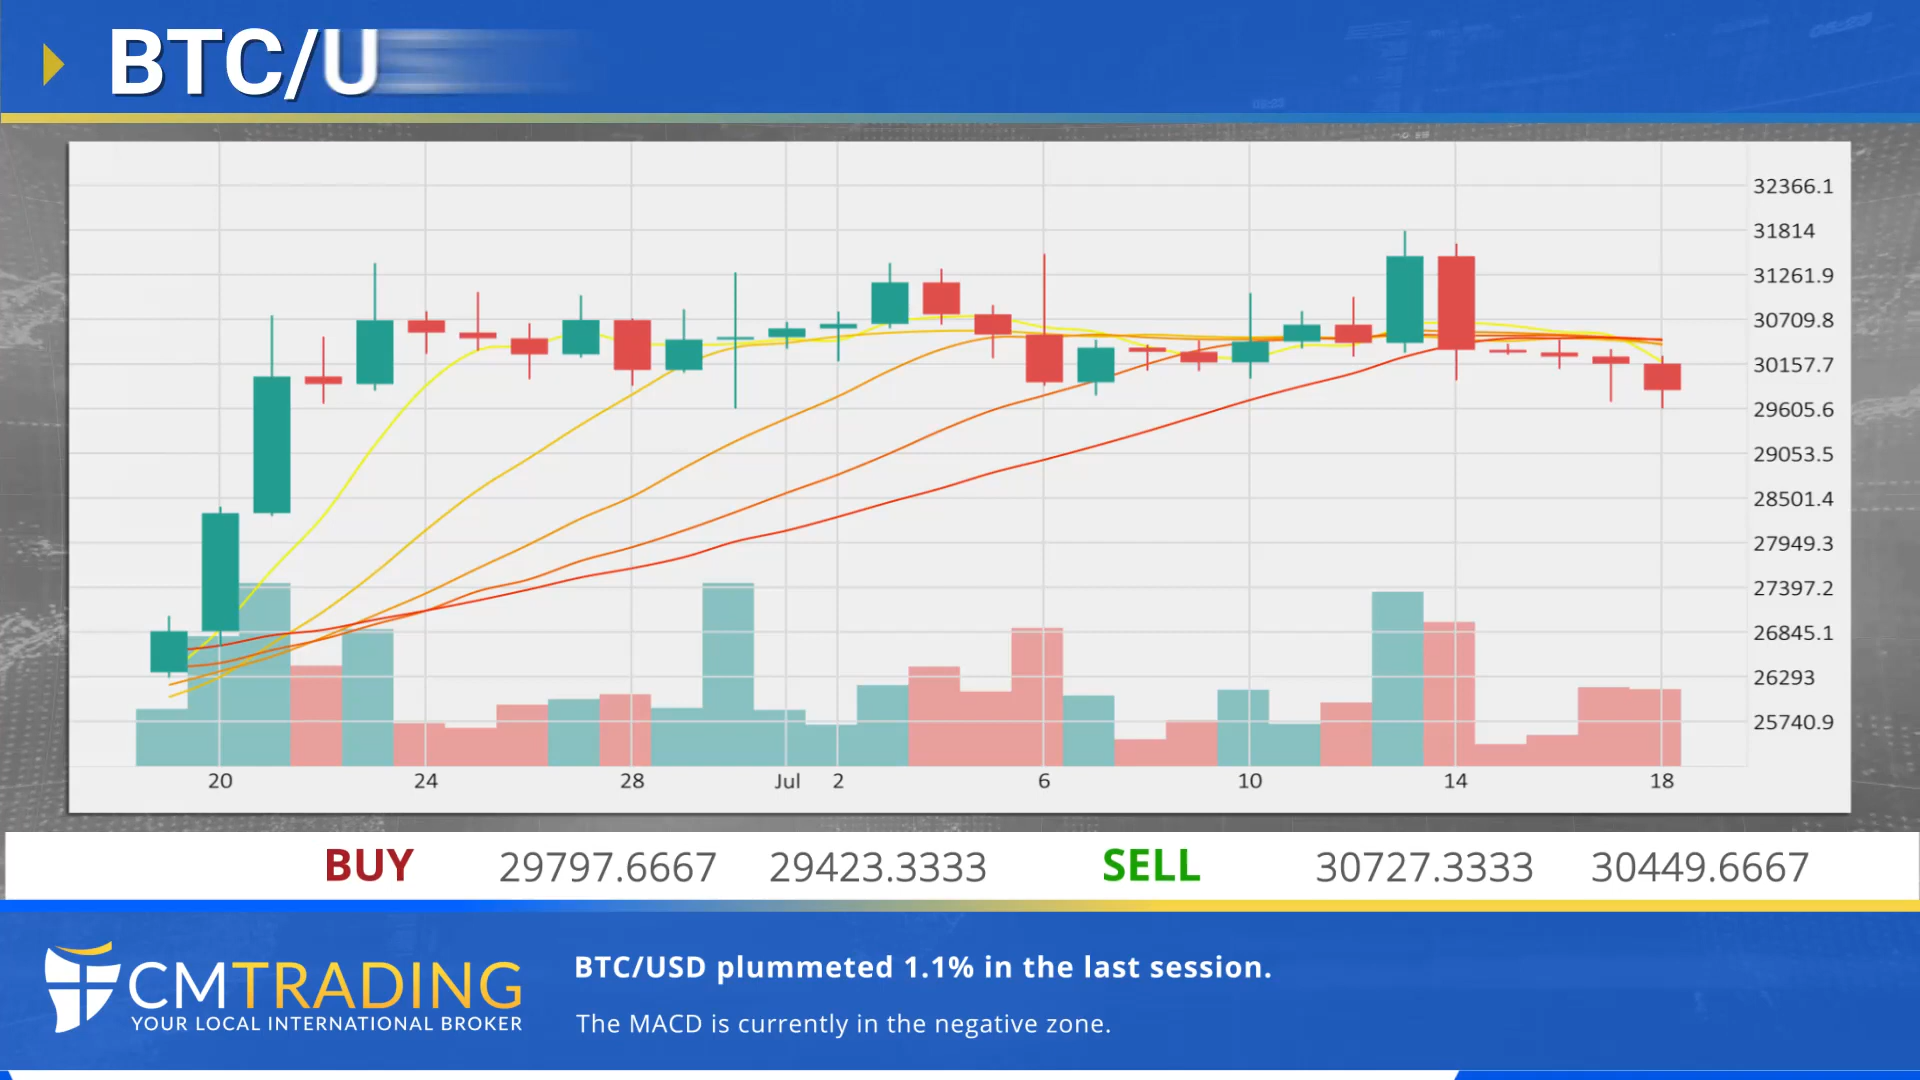 BTC/U
32366.1
31814
31261.9
30709.8
30157.7
29605.6
29053.5
28501.4
27949.3
27397.2
26845.1
26293
25740.9
20 24 28 Jul 2 6 10 14 18
BUY 29797.6667 29423.3333 SELL 30727.3333 30449.6667
CMTRADING
YOUR LOCAL INTERNATIONAL BROKER
BTC/USD plummeted 1.1% in the last session.
The MACD is currently in the negative zone.